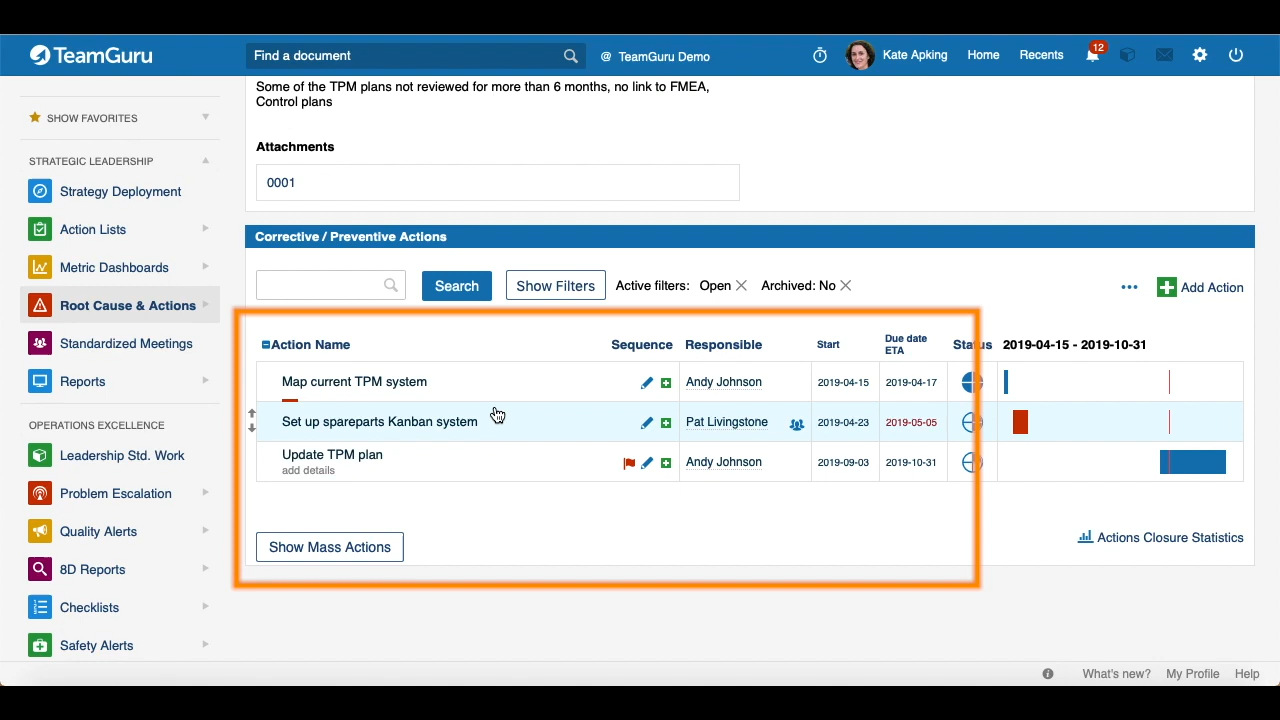 TeamGuru
Find a document
@ TeamGuru Demo
Kate Apking
Home
Recents
12
SHOW FAVORITES
STRATEGIC LEADERSHIP
Strategy Deployment
Action Lists
Metric Dashboards
Root Cause & Actions
Standardized Meetings
Reports
OPERATIONS EXCELLENCE
Leadership Std. Work
Problem Escalation
Quality Alerts
8D Reports
Checklists
Safety Alerts
Some of the TPM plans not reviewed for more than 6 months, no link to FMEA,
Control plans
Attachments
0001
Corrective / Preventive Actions
Search
Show Filters
Active filters: Open
Archived: No
Add Action
Action Name
Sequence
Responsible
Start
Due date
ETA
Status
2019-04-15 - 2019-10-31
Map current TPM system
Andy Johnson
2019-04-15
2019-04-17
Set up spareparts Kanban system
Pat Livingstone
2019-04-23
2019-05-05
Update TPM plan
add details
Andy Johnson
2019-09-03
2019-10-31
Show Mass Actions
Actions Closure Statistics
What's new?
My Profile
Help